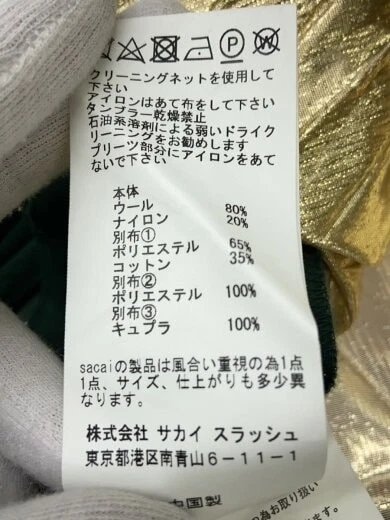 P W
クリーニングネットを使用して
下さい
アイロンはあて布をして下さい
タンブラー乾燥禁止
石油系溶剤による弱いドライク
リーニングをお勧めします
プリーツ部分にアイロンをあて
ないで下さい
本体
ウール 80%
ナイロン 20%
別布①
ポリエステル 65%
コットン 35%
別布②
ポリエステル 100%
別布③
キュプラ 100%
sacaiの製品は風合い重視の為1点
1点、サイズ、仕上がりも多少異
なります。
株式会社 サカイ スラッシュ
東京都港区南青山6-11-1
中国製
為お取り扱い